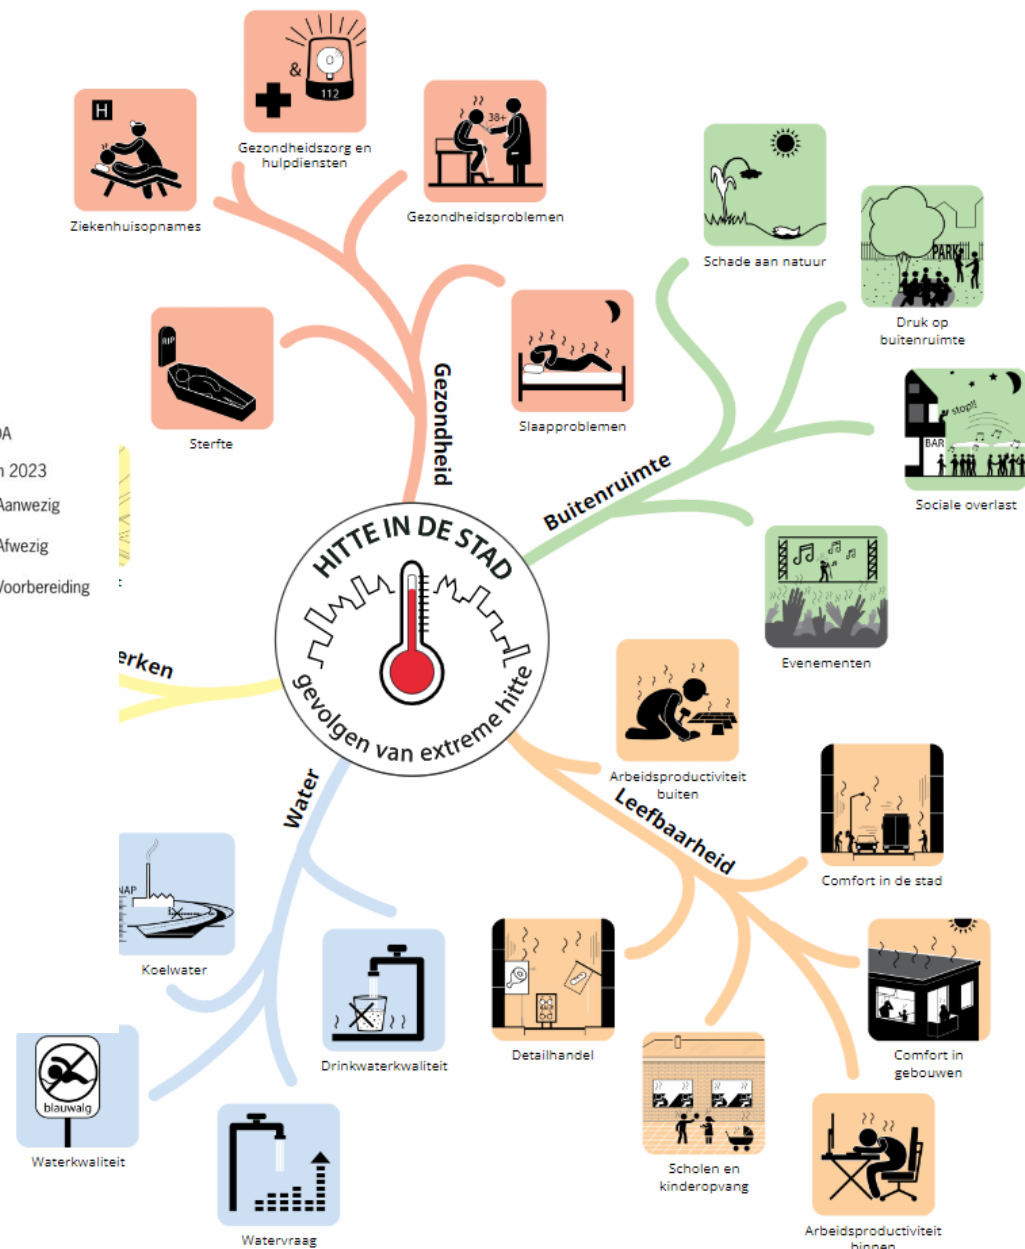 H
&
112
Gezondheidszorg en
hulpdiensten
38+
Ziekenhuisopnames
Gezondheidsproblemen
Schade aan natuur
PARK
Druk op
buitenruimte
RIP
Sterfte
Slaapproblemen
Gezondheid
Buitenruimte
stop!!
BAR
Sociale overlast
2023
Aanwezig
Afwezig
Voorbereiding
HITTE IN DE STAD
gevolgen van extreme hitte
Evenementen
Arbeidsproductiviteit
buiten
Water
Leefbaarheid
Comfort in de stad
NAP
Koelwater
Drinkwaterkwaliteit
Detailhandel
Comfort in
gebouwen
blauwalg
Waterkwaliteit
Scholen en
kinderopvang
Watervraag
Arbeidsproductiviteit
binnen